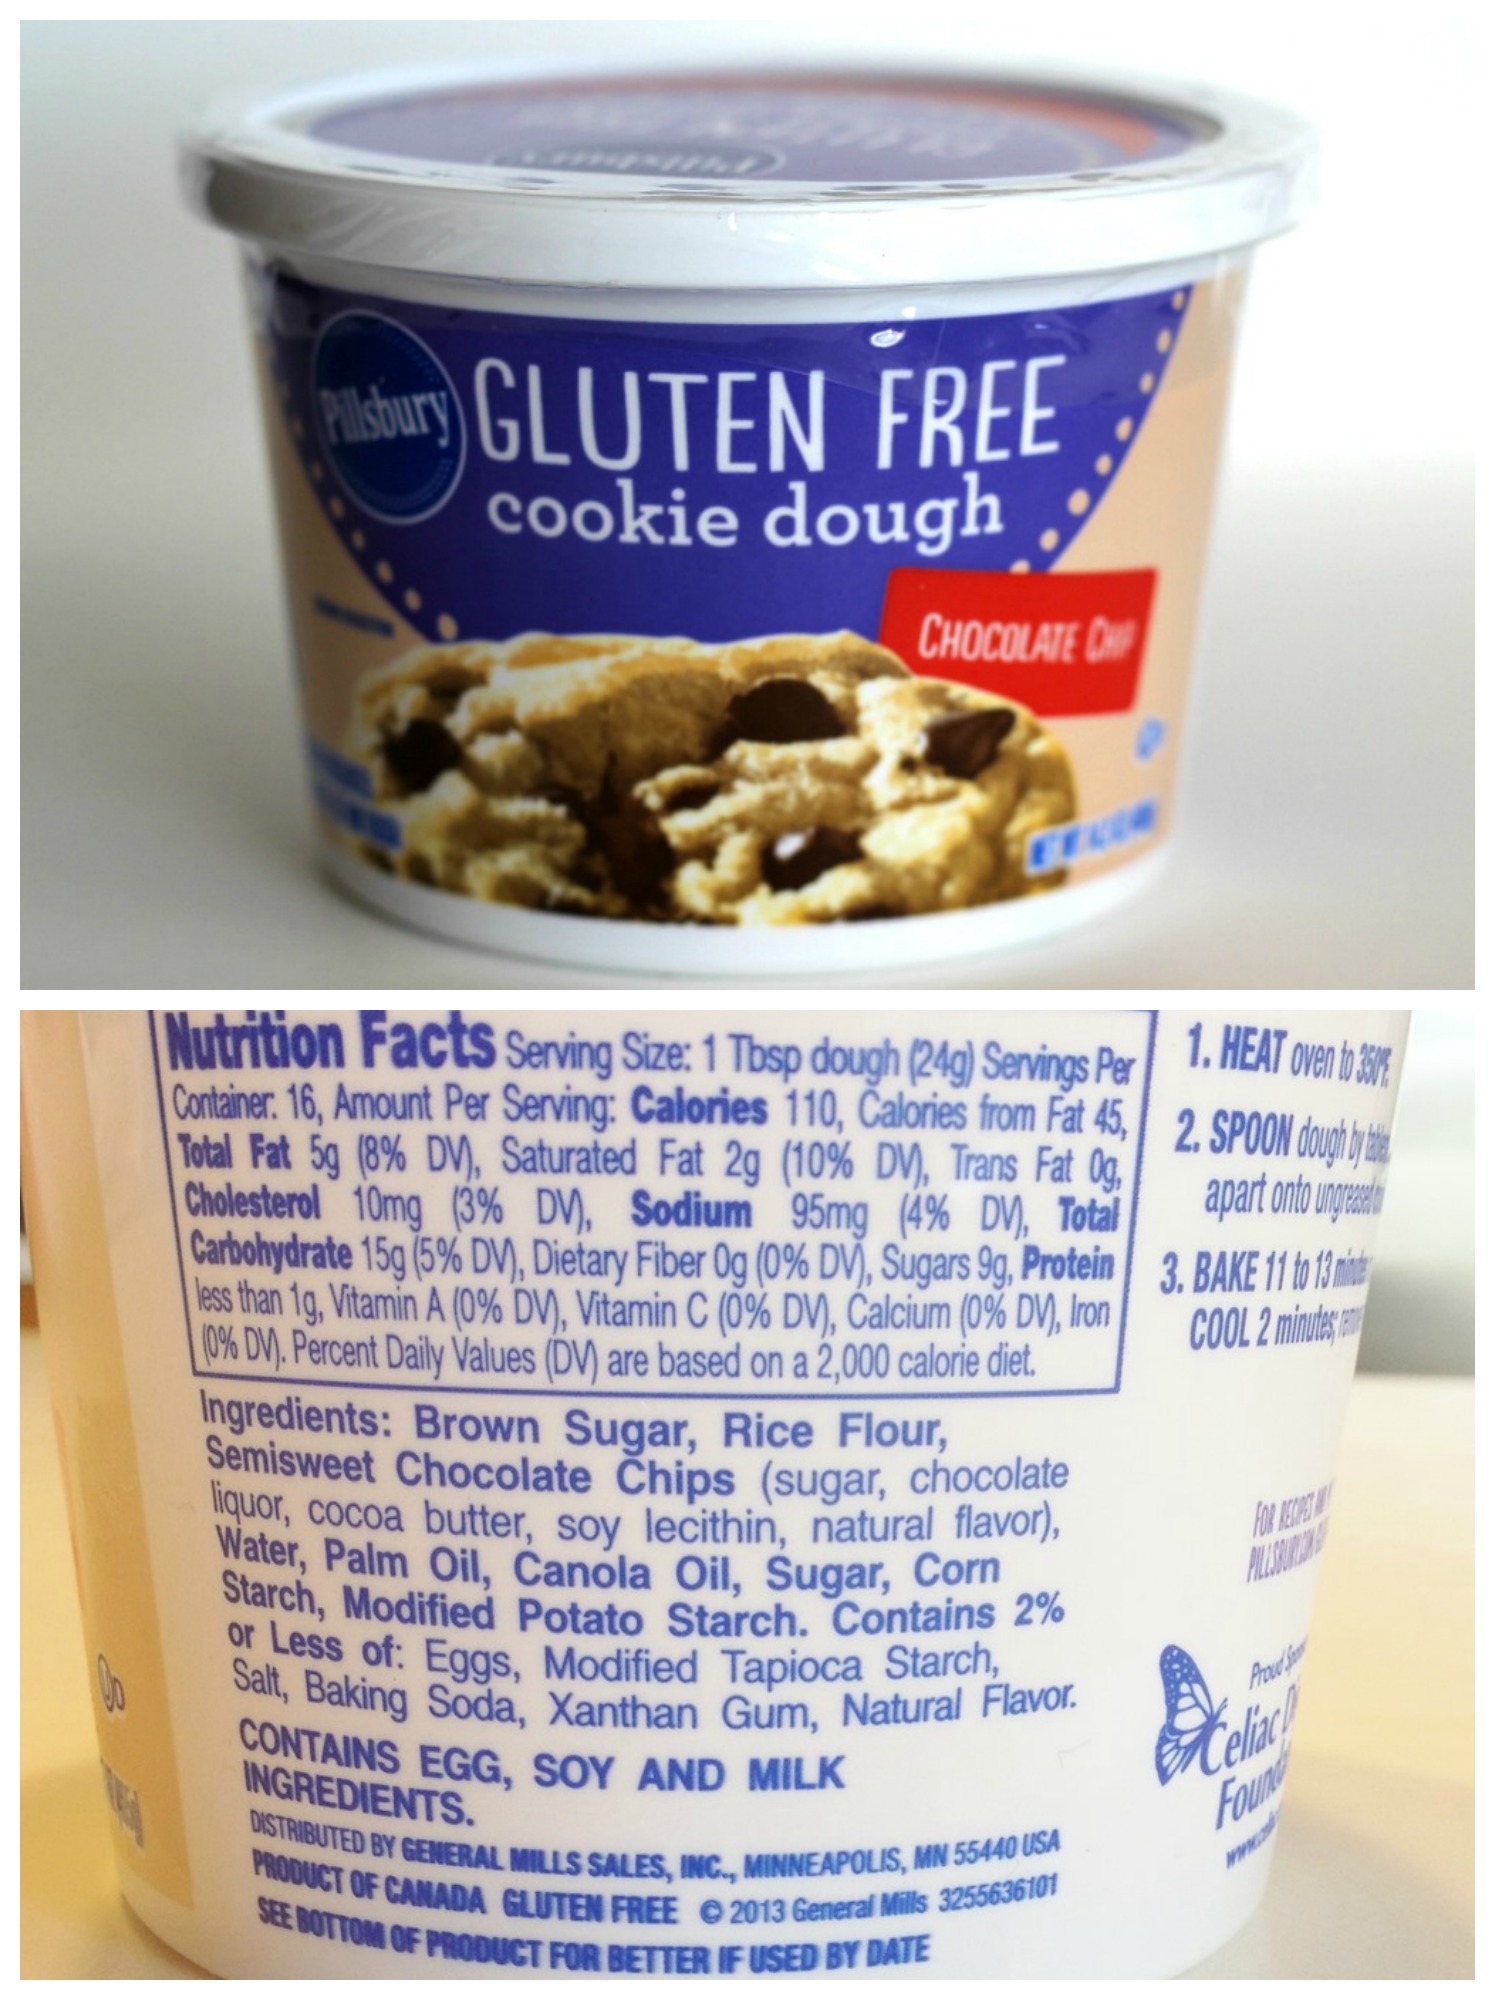 Pillsbury
GLUTEN FREE
cookie dough
CHOCOLATE CHIP
Nutrition Facts Serving Size: 1 Tbsp dough (24g) Servings Per
Container: 16, Amount Per Serving: Calories 110, Calories from Fat 45,
Total Fat 5g (8% DV), Saturated Fat 2g (10% DV), Trans Fat 0g,
Cholesterol 10mg (3% DV), Sodium 95mg (4% DV), Total
Carbohydrate 15g (5% DV), Dietary Fiber 0g (0% DV), Sugars 9g, Protein
less than 1g, Vitamin A (0% DV), Vitamin C (0% DV), Calcium (0% DV), Iron
(0% DV). Percent Daily Values (DV) are based on a 2,000 calorie diet.
Ingredients: Brown Sugar, Rice Flour,
Semisweet Chocolate Chips (sugar, chocolate
liquor, cocoa butter, soy lecithin, natural flavor),
Water, Palm Oil, Canola Oil, Sugar, Corn
Starch, Modified Potato Starch. Contains 2%
or Less of: Eggs, Modified Tapioca Starch,
Salt, Baking Soda, Xanthan Gum, Natural Flavor.
CONTAINS EGG, SOY AND MILK
INGREDIENTS.
DISTRIBUTED BY GENERAL MILLS SALES, INC., MINNEAPOLIS, MN 55440 USA
PRODUCT OF CANADA GLUTEN FREE © 2013 General Mills 3255636101
SEE BOTTOM OF PRODUCT FOR BETTER IF USED BY DATE
1. HEAT oven to 350°F.
2. SPOON dough by
apart onto ungreased
3. BAKE 11 to 13
COOL 2 minutes;
FOR RECIPES
Proud
Celiac